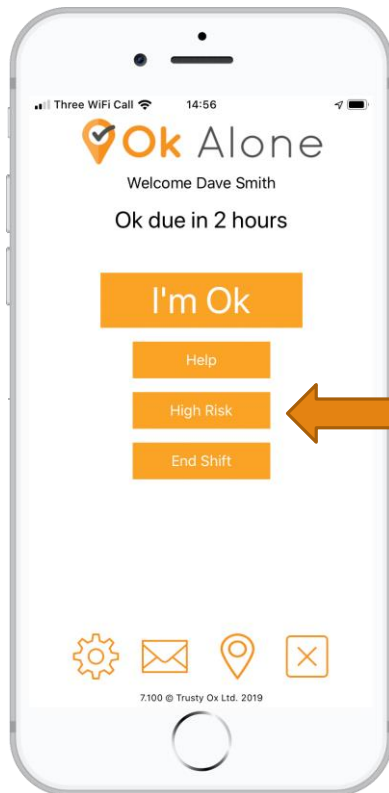 Three WiFi Call 14:56
Ok Alone
Welcome Dave Smith
Ok due in 2 hours
I'm Ok
Help
High Risk
End Shift
7.100 © Trusty Ox Ltd. 2019